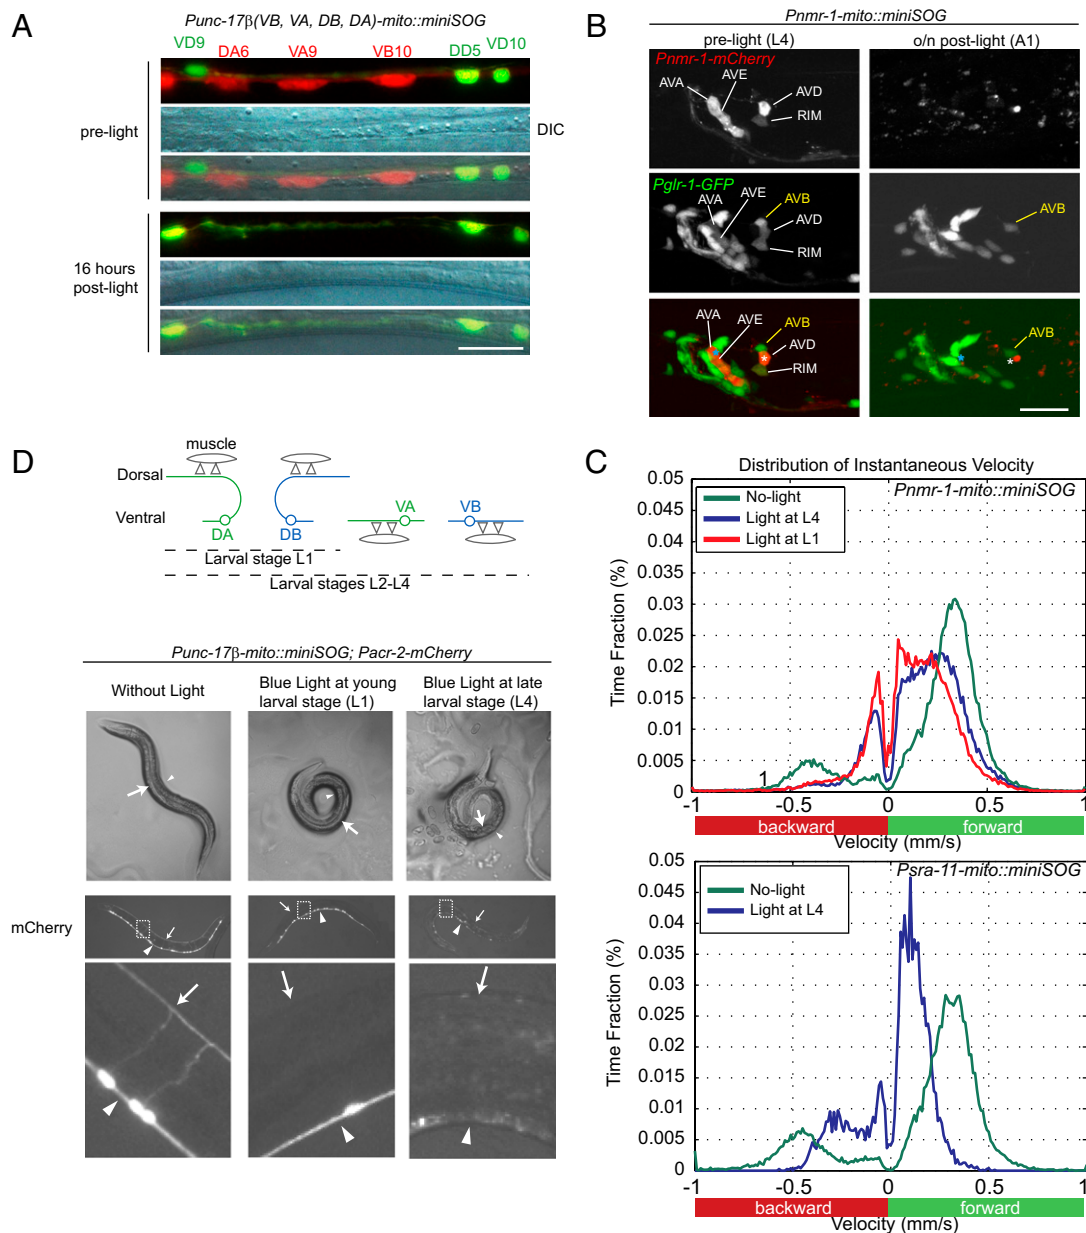 A
Punc-17β(VB, VA, DB, DA)-mito::miniSOG
VD9
DA6
VA9
VB10
DD5
VD10
pre-light
DIC
16 hours
post-light
B
Pnmr-1-mito::miniSOG
pre-light (L4)
o/n post-light (A1)
Pnmr-1-mCherry
AVA
AVE
AVD
RIM
Pglr-1-GFP
AVA
AVE
AVB
AVD
RIM
AVB
AVA
AVE
AVB
AVD
RIM
*
*
AVB
*
*
D
muscle
Dorsal
Ventral
DA
DB
VA
VB
Larval stage L1
Larval stages L2-L4
Punc-17β-mito::miniSOG; Pacr-2-mCherry
Without Light
Blue Light at young
larval stage (L1)
Blue Light at late
larval stage (L4)
mCherry
C
Distribution of Instantaneous Velocity
Pnmr-1-mito::miniSOG
No-light
Light at L4
Light at L1
Time Fraction (%)
0.05
0.045
0.04
0.035
0.03
0.025
0.02
0.015
0.01
0.005
0
1
-1
-0.5
0
0.5
1
backward
forward
Velocity (mm/s)
Psra-11-mito::miniSOG
No-light
Light at L4
Time Fraction (%)
0.05
0.045
0.04
0.035
0.03
0.025
0.02
0.015
0.01
0.005
0
-1
-0.5
0
0.5
1
backward
forward
Velocity (mm/s)